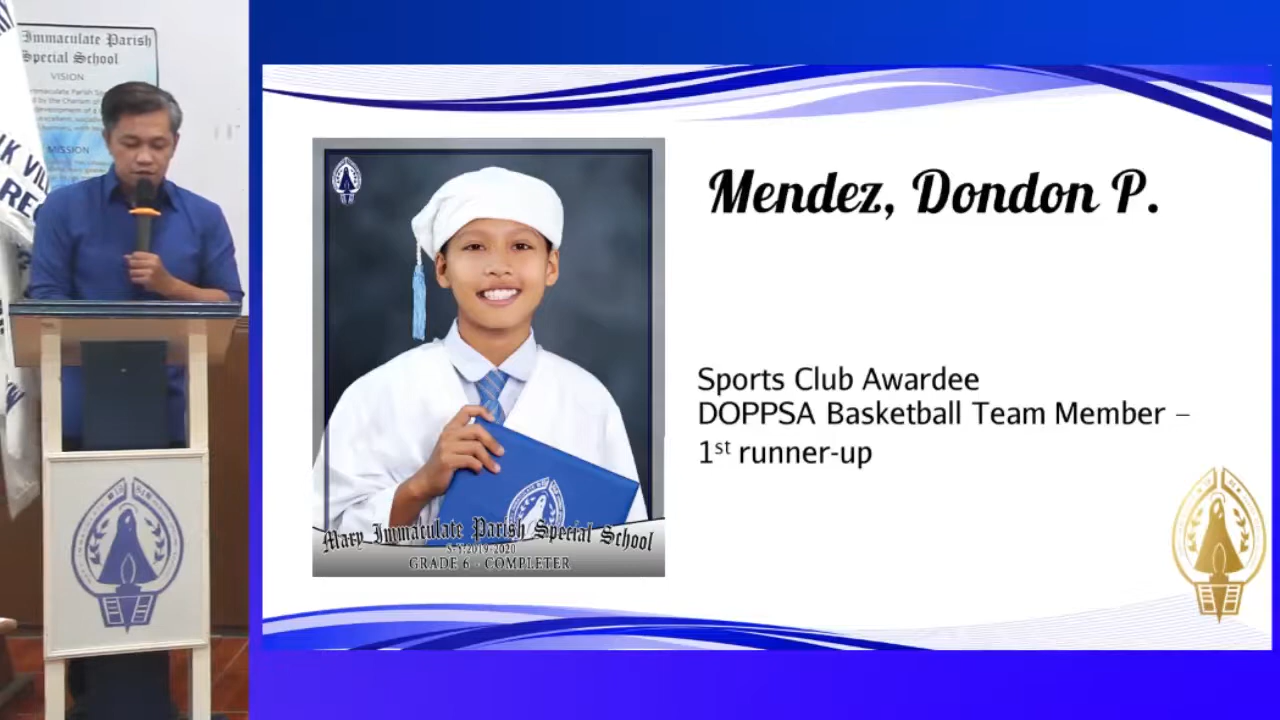 Immaculate Parish
Special School
VISION
MISSION
Mendez, Dondon P.
Sports Club Awardee
DOPPSA Basketball Team Member –
1st runner-up
Mary Immaculate Parish Special School
S.Y.2019-2020
GRADE 6 - COMPLETER